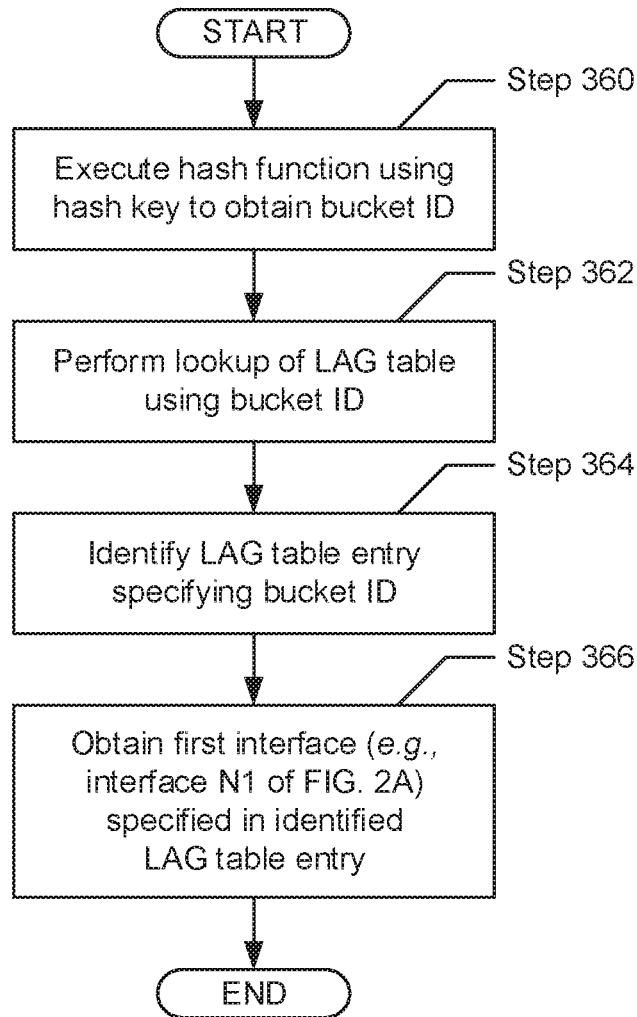 START
Step 360
Execute hash function using
hash key to obtain bucket ID
Step 362
Perform lookup of LAG table
using bucket ID
Step 364
Identify LAG table entry
specifying bucket ID
Step 366
Obtain first interface (e.g.,
interface N1 of FIG. 2A)
specified in identified
LAG table entry
END